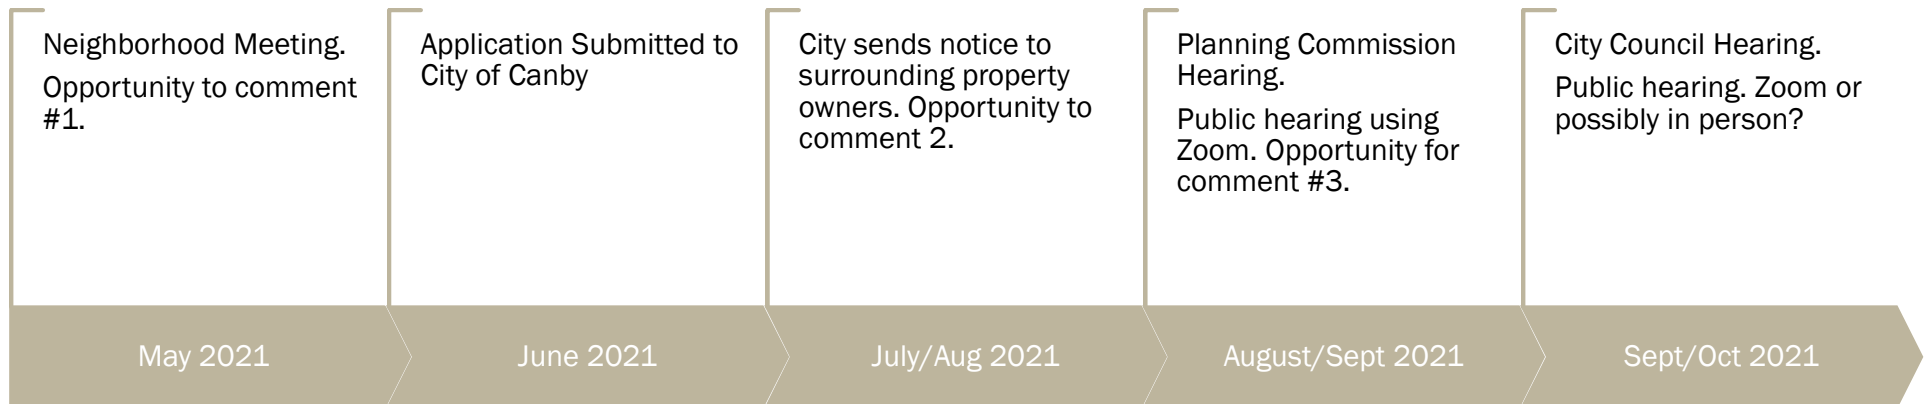 Neighborhood Meeting.
Opportunity to comment
#1.
Application Submitted to
City of Canby
City sends notice to
surrounding property
owners. Opportunity to
comment 2.
Planning Commission
Hearing.
Public hearing using
Zoom. Opportunity for
comment #3.
City Council Hearing.
Public hearing. Zoom or
possibly in person?
May 2021
June 2021
July/Aug 2021
August/Sept 2021
Sept/Oct 2021